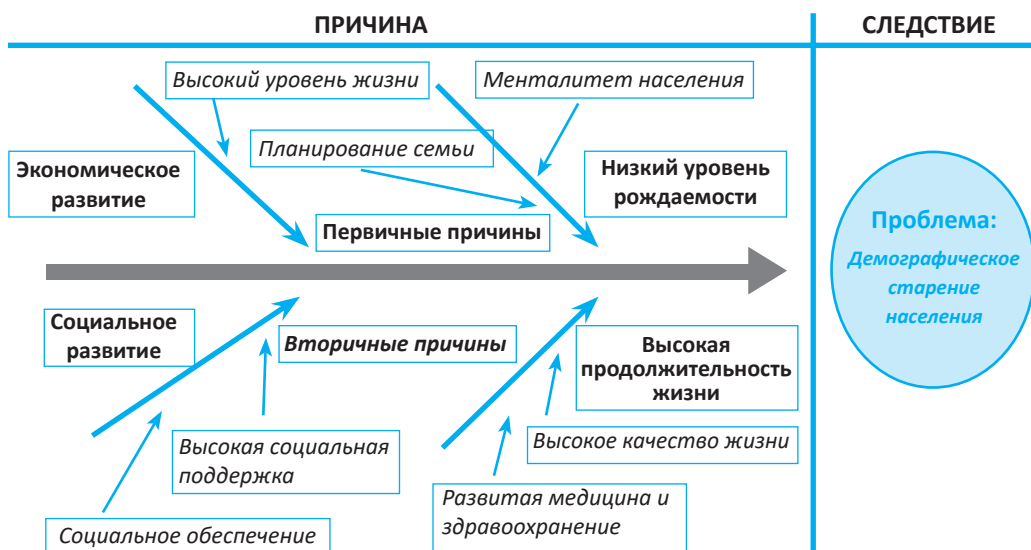 ПРИЧИНА
СЛЕДСТВИЕ
Высокий уровень жизни
Менталитет населения
Планирование семьи
Экономическое
развитие
Низкий уровень
рождаемости
Первичные причины
Проблема:
Демографическое
старение
населения
Социальное
развитие
Вторичные причины
Высокая
продолжительность
жизни
Высокая социальная
поддержка
Высокое качество жизни
Развитая медицина и
здравоохранение
Социальное обеспечение